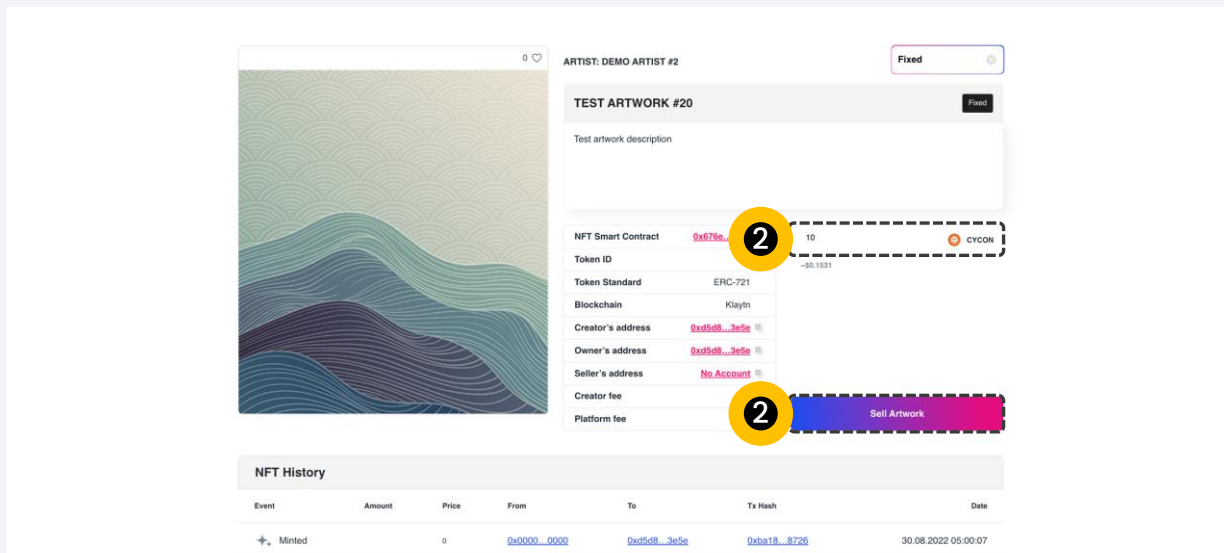 0
ARTIST: DEMO ARTIST #2
Fixed
TEST ARTWORK #20
Fixed
Test artwork description
NFT Smart Contract 0x676e...
2
10
CYCON
~$0.1531
Token ID
Token Standard ERC-721
Blockchain Klaytn
Creator's address 0xd5d8...3e5e
Owner's address 0xd5d8...3e5e
Seller's address No Account
Creator fee
Platform fee
2
Sell Artwork
NFT History
Event Amount Price From To Tx Hash Date
Minted 0 0x0000...0000 0xd5d8...3e5e 0xba18...8726 30.08.2022 05:00:07